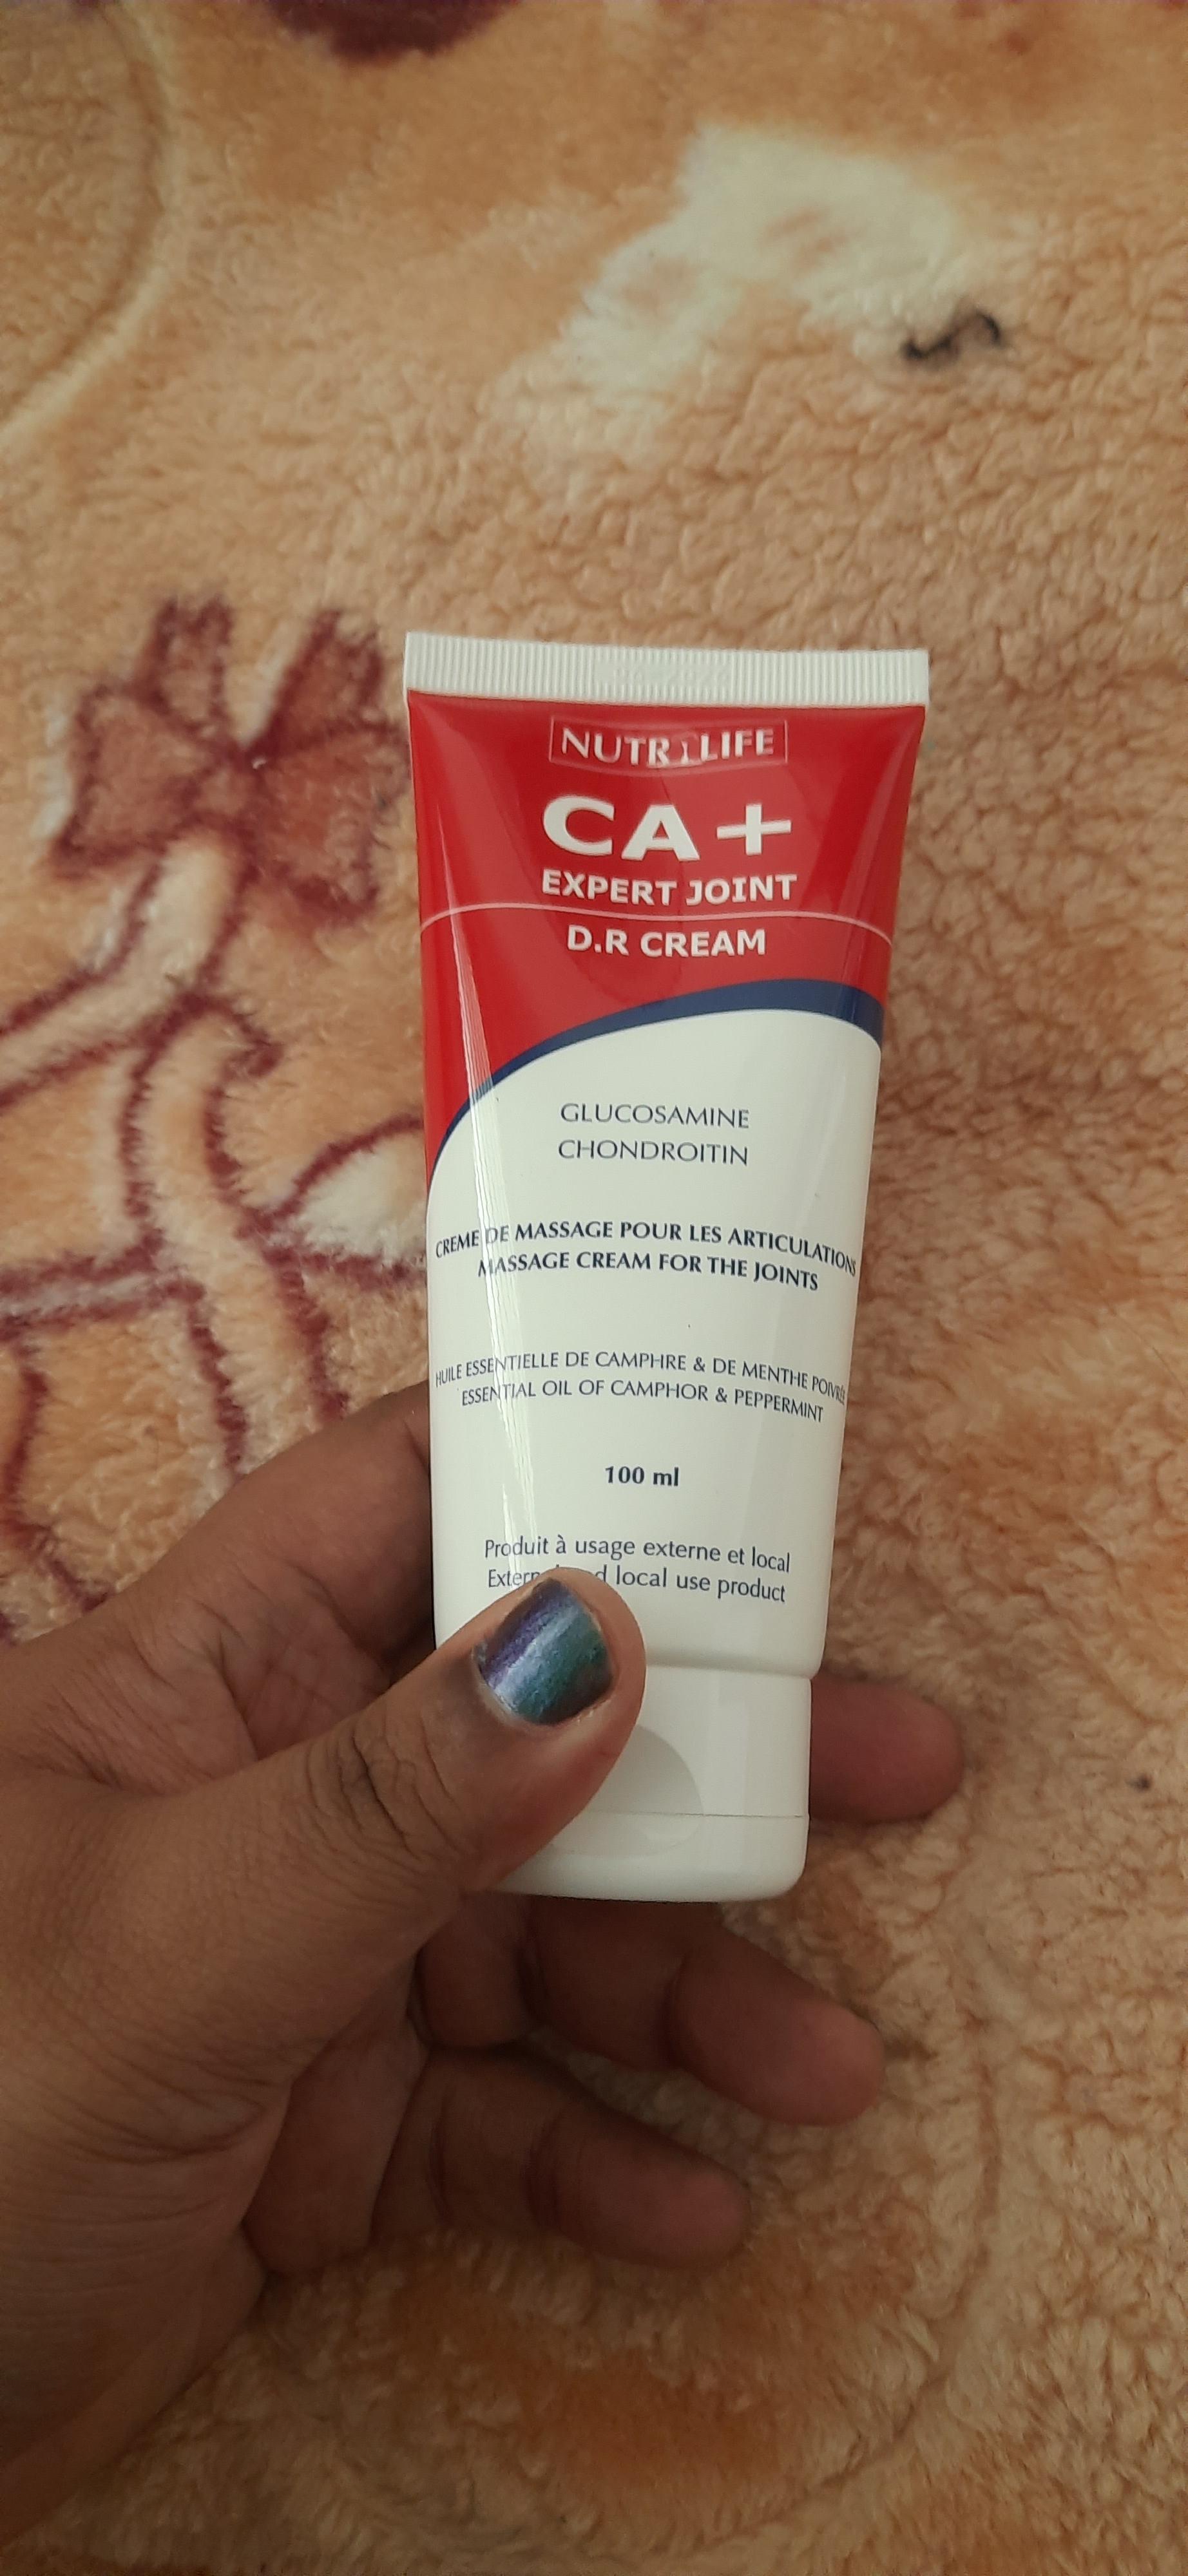 NUTRILIFE
CA+
EXPERT JOINT
D.R CREAM
GLUCOSAMINE
CHONDROITIN
CREME DE MASSAGE POUR LES ARTICULATIONS
MASSAGE CREAM FOR THE JOINTS
HUILE ESSENTIELLE DE CAMPHRE & DE MENTHE POIVRÉE
ESSENTIAL OIL OF CAMPHOR & PEPPERMINT
100 ml
Produit à usage externe et local
local use product